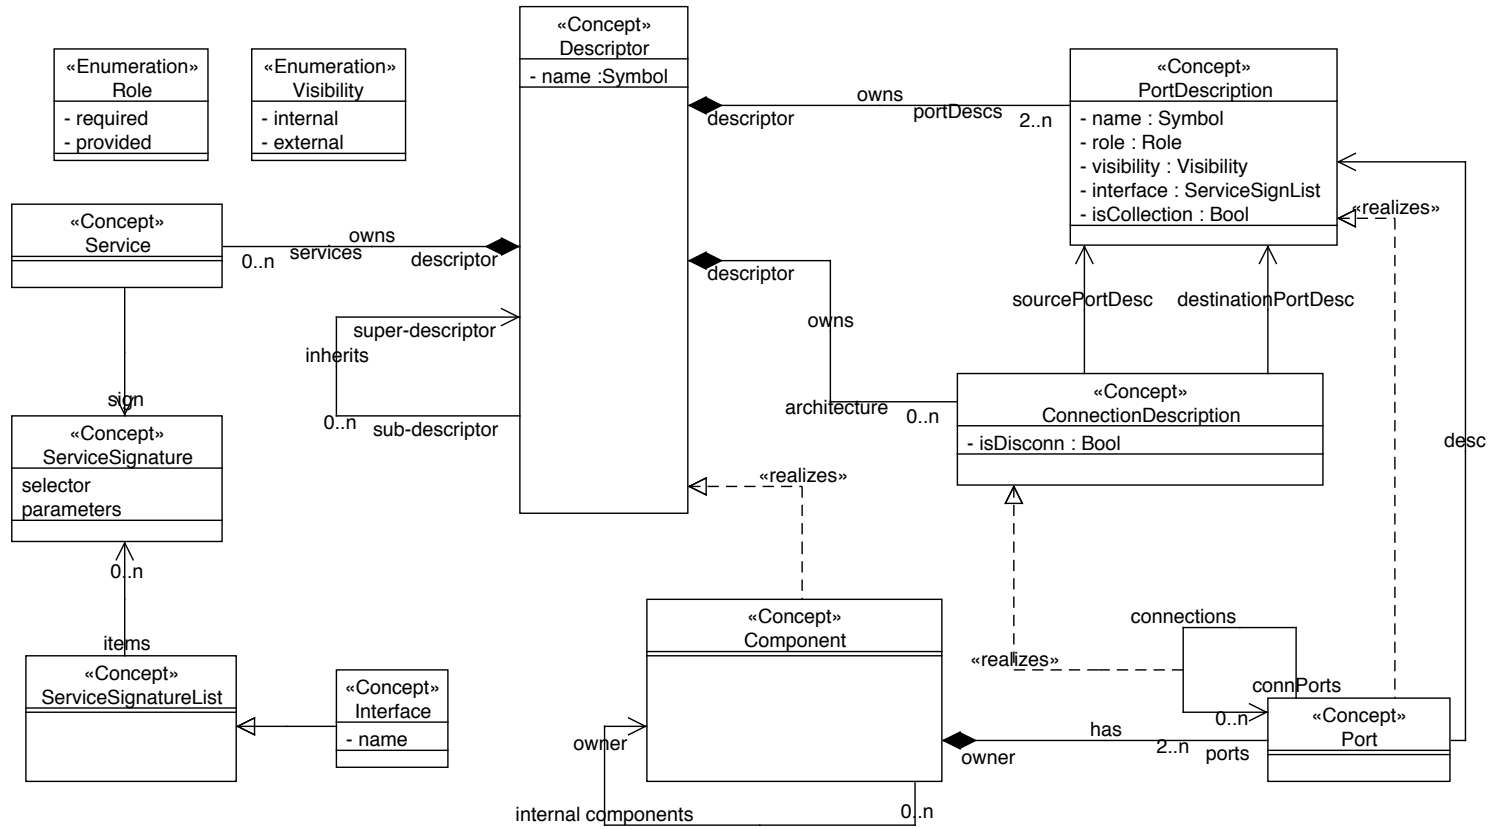 «Concept»
Descriptor
- name :Symbol
«Enumeration»
Role
- required
- provided
«Enumeration»
Visibility
- internal
- external
«Concept»
PortDescription
- name : Symbol
- role : Role
- visibility : Visibility
- interface : ServiceSignList
- isCollection : Bool
owns
portDescs
descriptor
2..n
«realizes»
«Concept»
Service
owns
services
0..n
descriptor
descriptor
owns
architecture
0..n
sourcePortDesc
destinationPortDesc
super-descriptor
inherits
0..n
sub-descriptor
sign
«Concept»
ServiceSignature
selector
parameters
«Concept»
ConnectionDescription
- isDisconn : Bool
desc
«realizes»
0..n
items
«Concept»
ServiceSignatureList
«Concept»
Interface
- name
«Concept»
Component
connections
«realizes»
connPorts
0..n
«Concept»
Port
owner
owner
has
2..n
ports
internal components
0..n